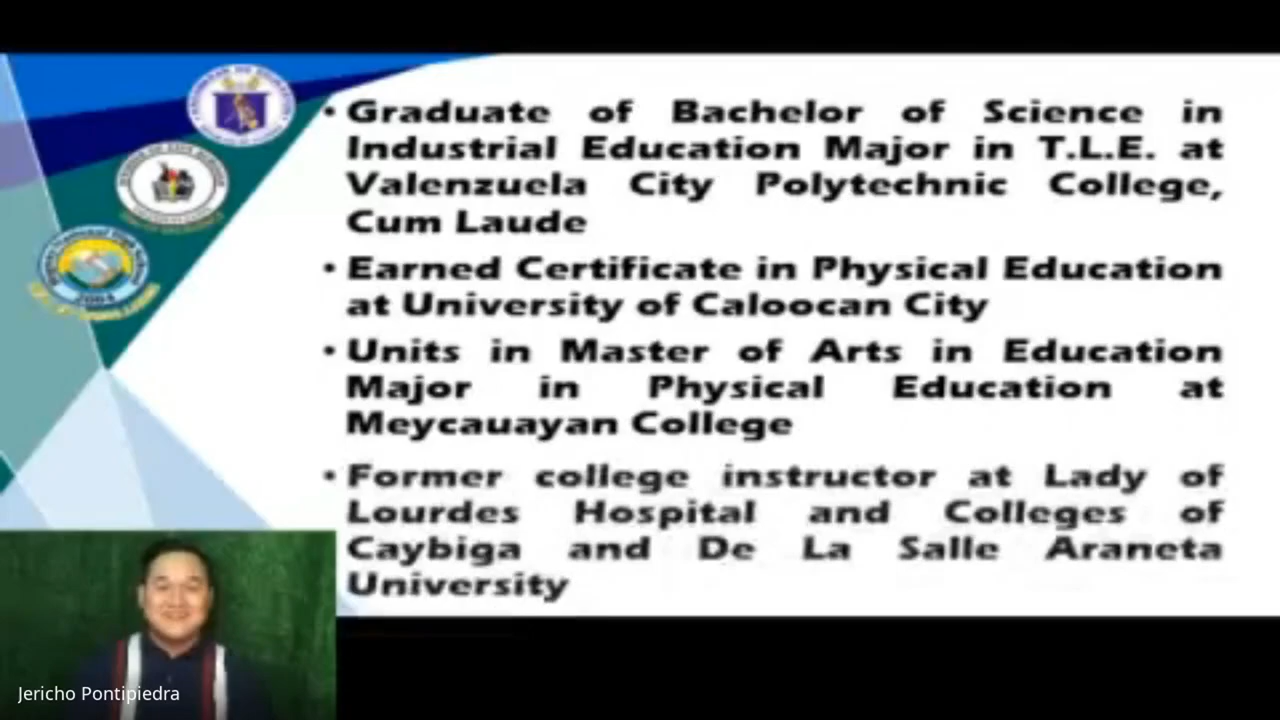 • Graduate of Bachelor of Science in
Industrial Education Major in T.L.E. at
Valenzuela City Polytechnic College,
Cum Laude
• Earned Certificate in Physical Education
at University of Caloocan City
• Units in Master of Arts in Education
Major in Physical Education at
Meycauayan College
• Former college instructor at Lady of
Lourdes Hospital and Colleges of
Caybiga and De La Salle Araneta
University
2004
Jericho Pontipiedra